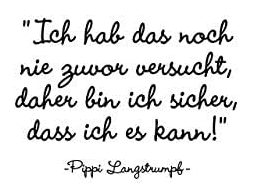 "Ich hab das noch
nie zuvor versucht,
daher bin ich sicher,
dass ich es kann!"
-Pippi Langstrumpf-